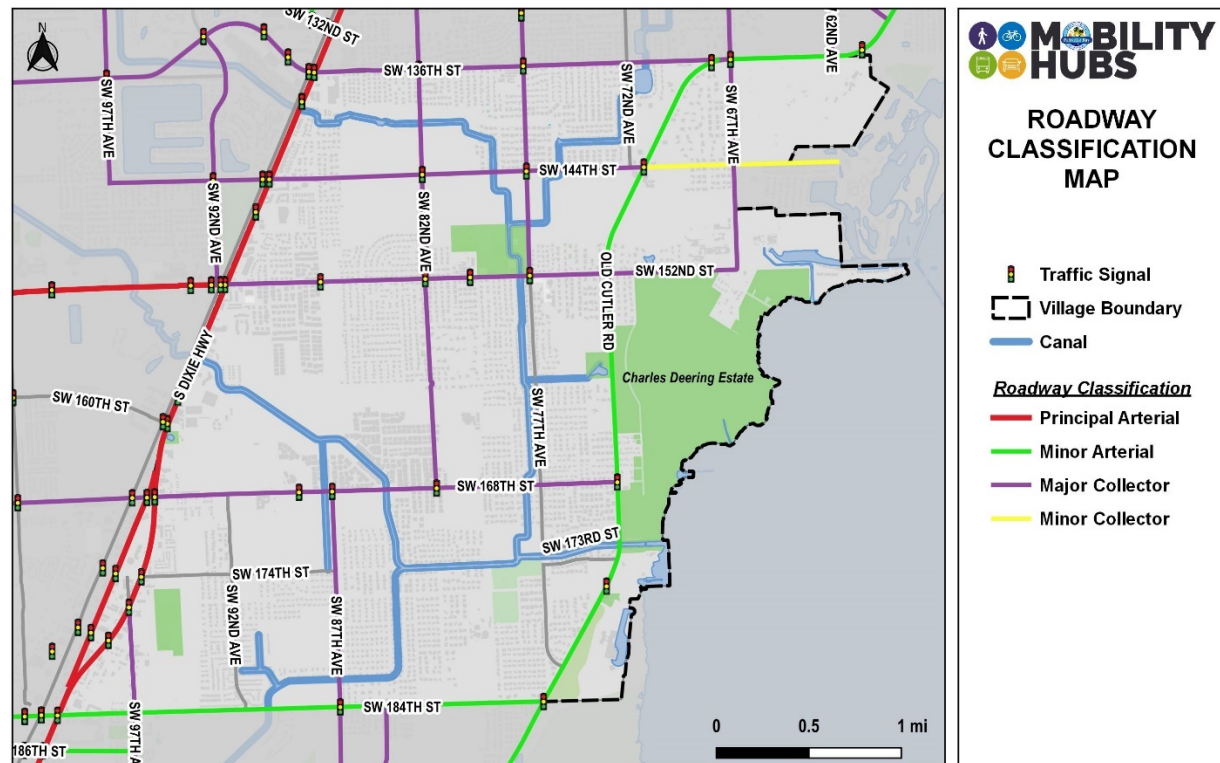 SW 132ND ST
62ND AVE
SW 136TH ST
SW 97TH AVE
SW 72ND AVE
SW 67TH AVE
SW 144TH ST
SW 92ND AVE
SW 82ND AVE
OLD CUTLER RD
SW 152ND ST
S DIXIE HWY
Charles Deering Estate
SW 160TH ST
SW 77TH AVE
SW 168TH ST
SW 173RD ST
SW 174TH ST
SW 92ND AVE
SW 87TH AVE
SW 184TH ST
SW 97TH AVE
186TH ST
0 0.5 1 mi
MOBILITY
HUBS
ROADWAY
CLASSIFICATION
MAP
Traffic Signal
Village Boundary
Canal
Roadway Classification
Principal Arterial
Minor Arterial
Major Collector
Minor Collector